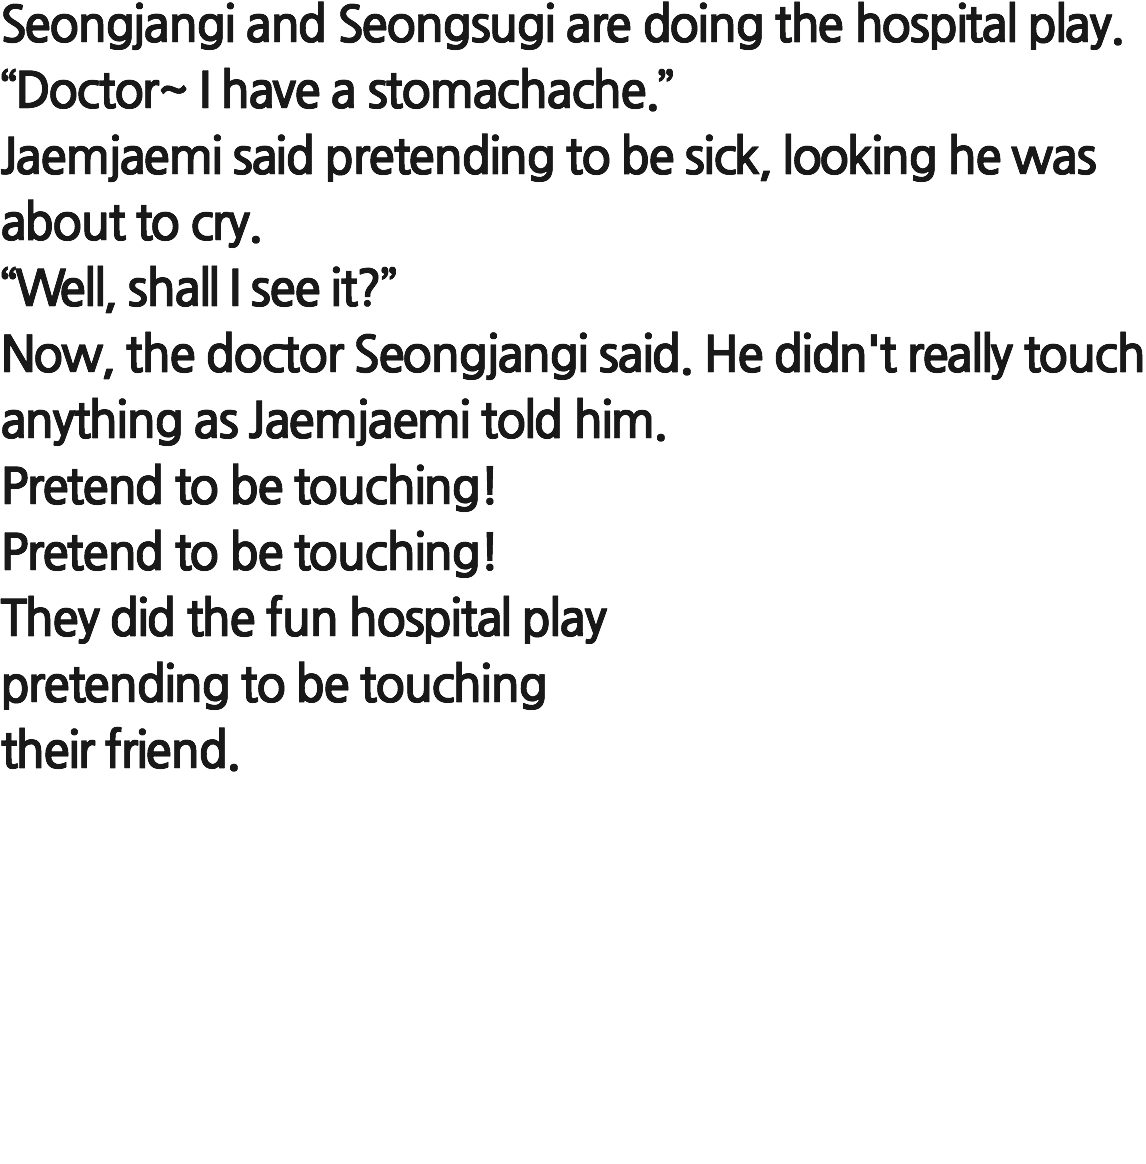 Seongjangi and Seongsugi are doing the hospital play.
“Doctor~ I have a stomachache.”
Jaemjaemi said pretending to be sick, looking he was
about to cry.
“Well, shall I see it?”
Now, the doctor Seongjangi said. He didn't really touch
anything as Jaemjaemi told him.
Pretend to be touching!
Pretend to be touching!
They did the fun hospital play
pretending to be touching
their friend.